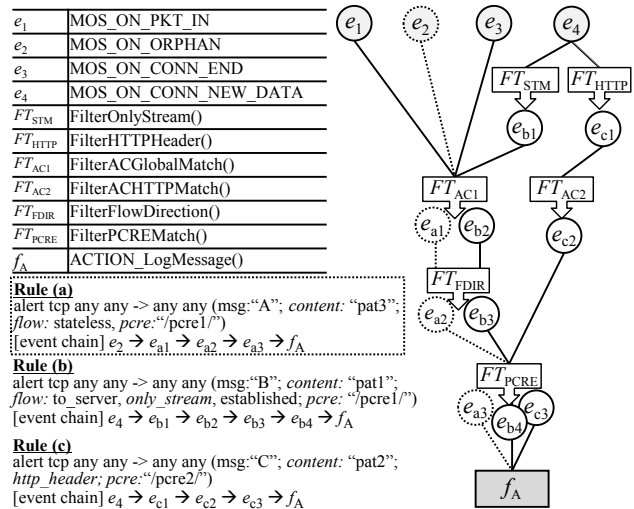 e1 MOS_ON_PKT_IN
e2 MOS_ON_ORPHAN
e3 MOS_ON_CONN_END
e4 MOS_ON_CONN_NEW_DATA
FTSTM FilterOnlyStream()
FTHTTP FilterHTTPHeader()
FTAC1 FilterACGlobalMatch()
FTAC2 FilterACHTTPMatch()
FTFDIR FilterFlowDirection()
FTPCRE FilterPCREMatch()
fA ACTION_LogMessage()
Rule (a)
alert tcp any any -> any any (msg:“A”; content: “pat3”;
flow: stateless, pcre:“/pcre1/”)
[event chain] e2 → ea1 → ea2 → ea3 → fA
Rule (b)
alert tcp any any -> any any (msg:“B”; content: “pat1”;
flow: to_server, only_stream, established; pcre: “/pcre1/”)
[event chain] e4 → eb1 → eb2 → eb3 → eb4 → fA
Rule (c)
alert tcp any any -> any any (msg:“C”; content: “pat2”;
http_header; pcre:“/pcre2/”)
[event chain] e4 → ec1 → ec2 → ec3 → fA
e1 e2 e3 e4
FTSTM FTHTTP
eb1 ec1
FTAC1 FTAC2
ea1 eb2 ec2
FTFDIR
ea2 eb3
FTPCRE
ea3 eb4 ec3
fA